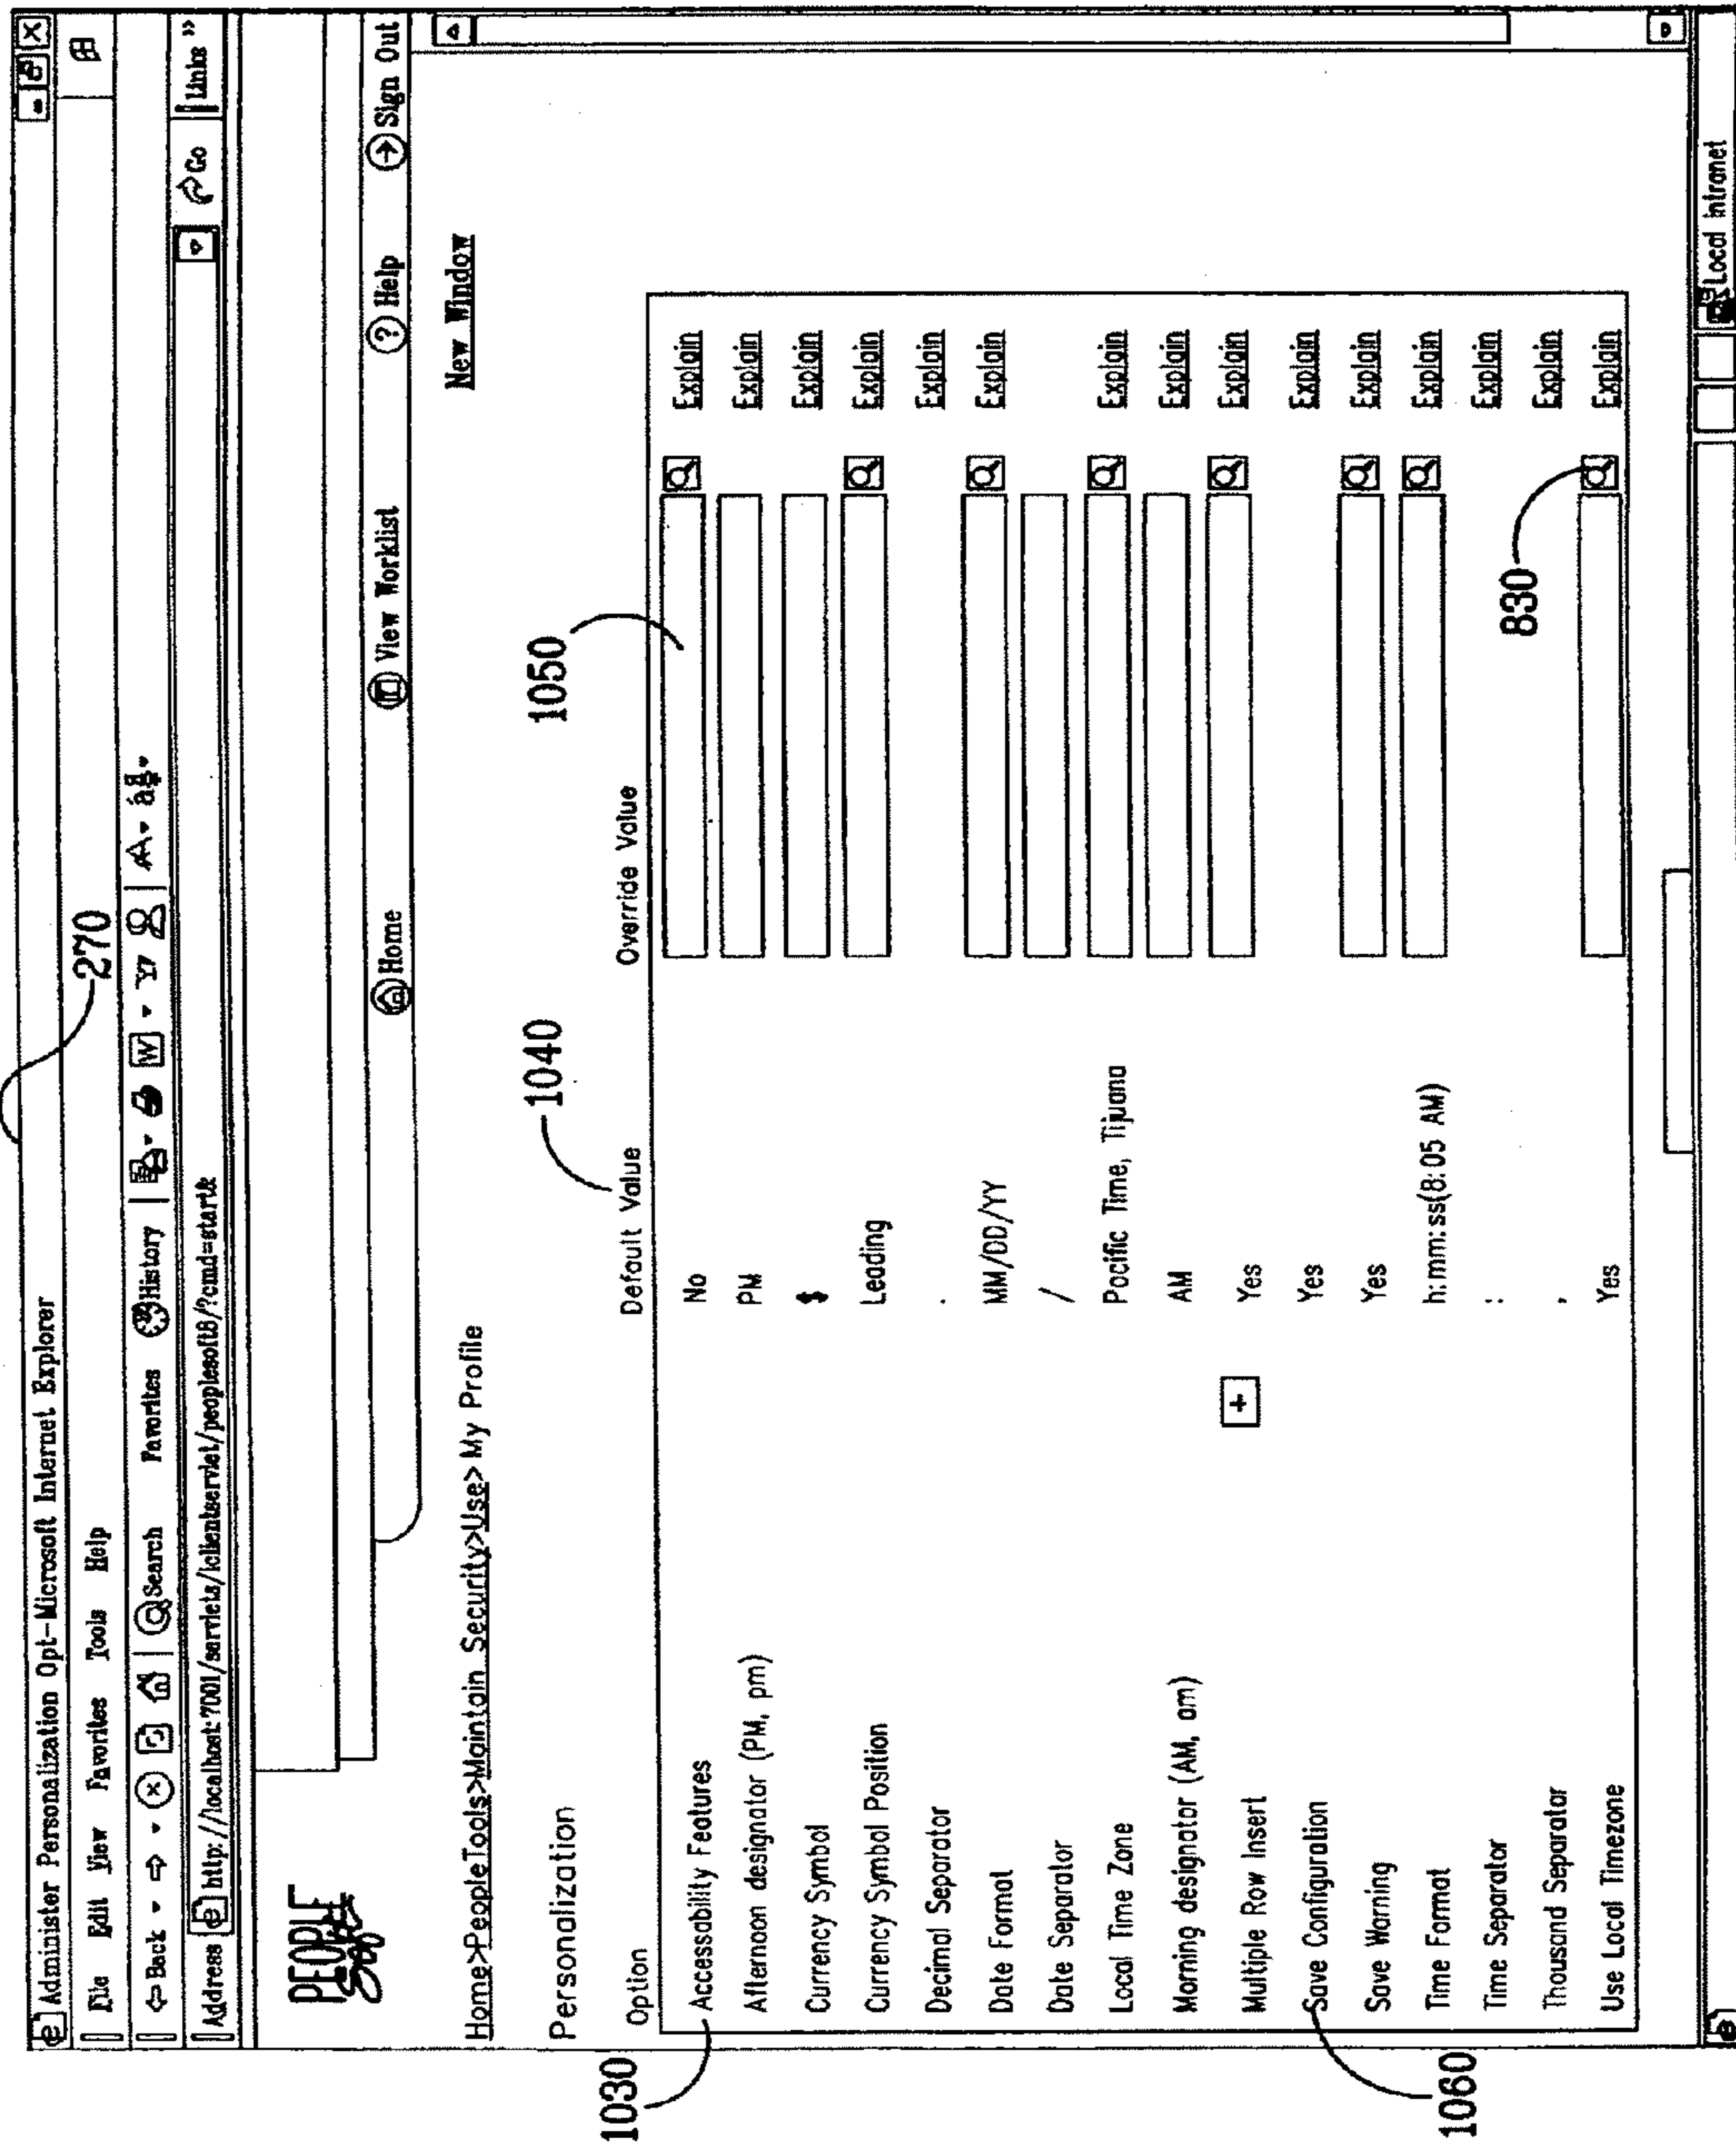 270
Administer Personalization Opt-Microsoft Internet Explorer
File Edit View Favorites Tools Help
Back Search Favorites History W A
Address http://localhost:7001/servlets/iclientservlet/peoplesoft8/?cmd=start& Go Links »
PEOPLE
Home View Worklist ? Help Sign Out
Home>PeopleTools>Maintain Security>Use> My Profile New Window
Personalization
1030 1040 1050
Option Default Value Override Value
Accessability Features No Explain
Afternoon designator (PM, pm) PM Explain
Currency Symbol $ Explain
Currency Symbol Position Leading Explain
Decimal Separator . Explain
Date Format MM/DD/YY Explain
Date Separator /
Local Time Zone Pacific Time, Tijuana Explain
Morning designator (AM, am) AM Explain
Multiple Row Insert + Yes Explain
Save Configuration Yes Explain
Save Warning Yes Explain
1060
Time Format h:mm:ss(8:05 AM) Explain
Time Separator : Explain
830
Thousand Separator , Explain
Use Local Timezone Yes Explain
Local intranet